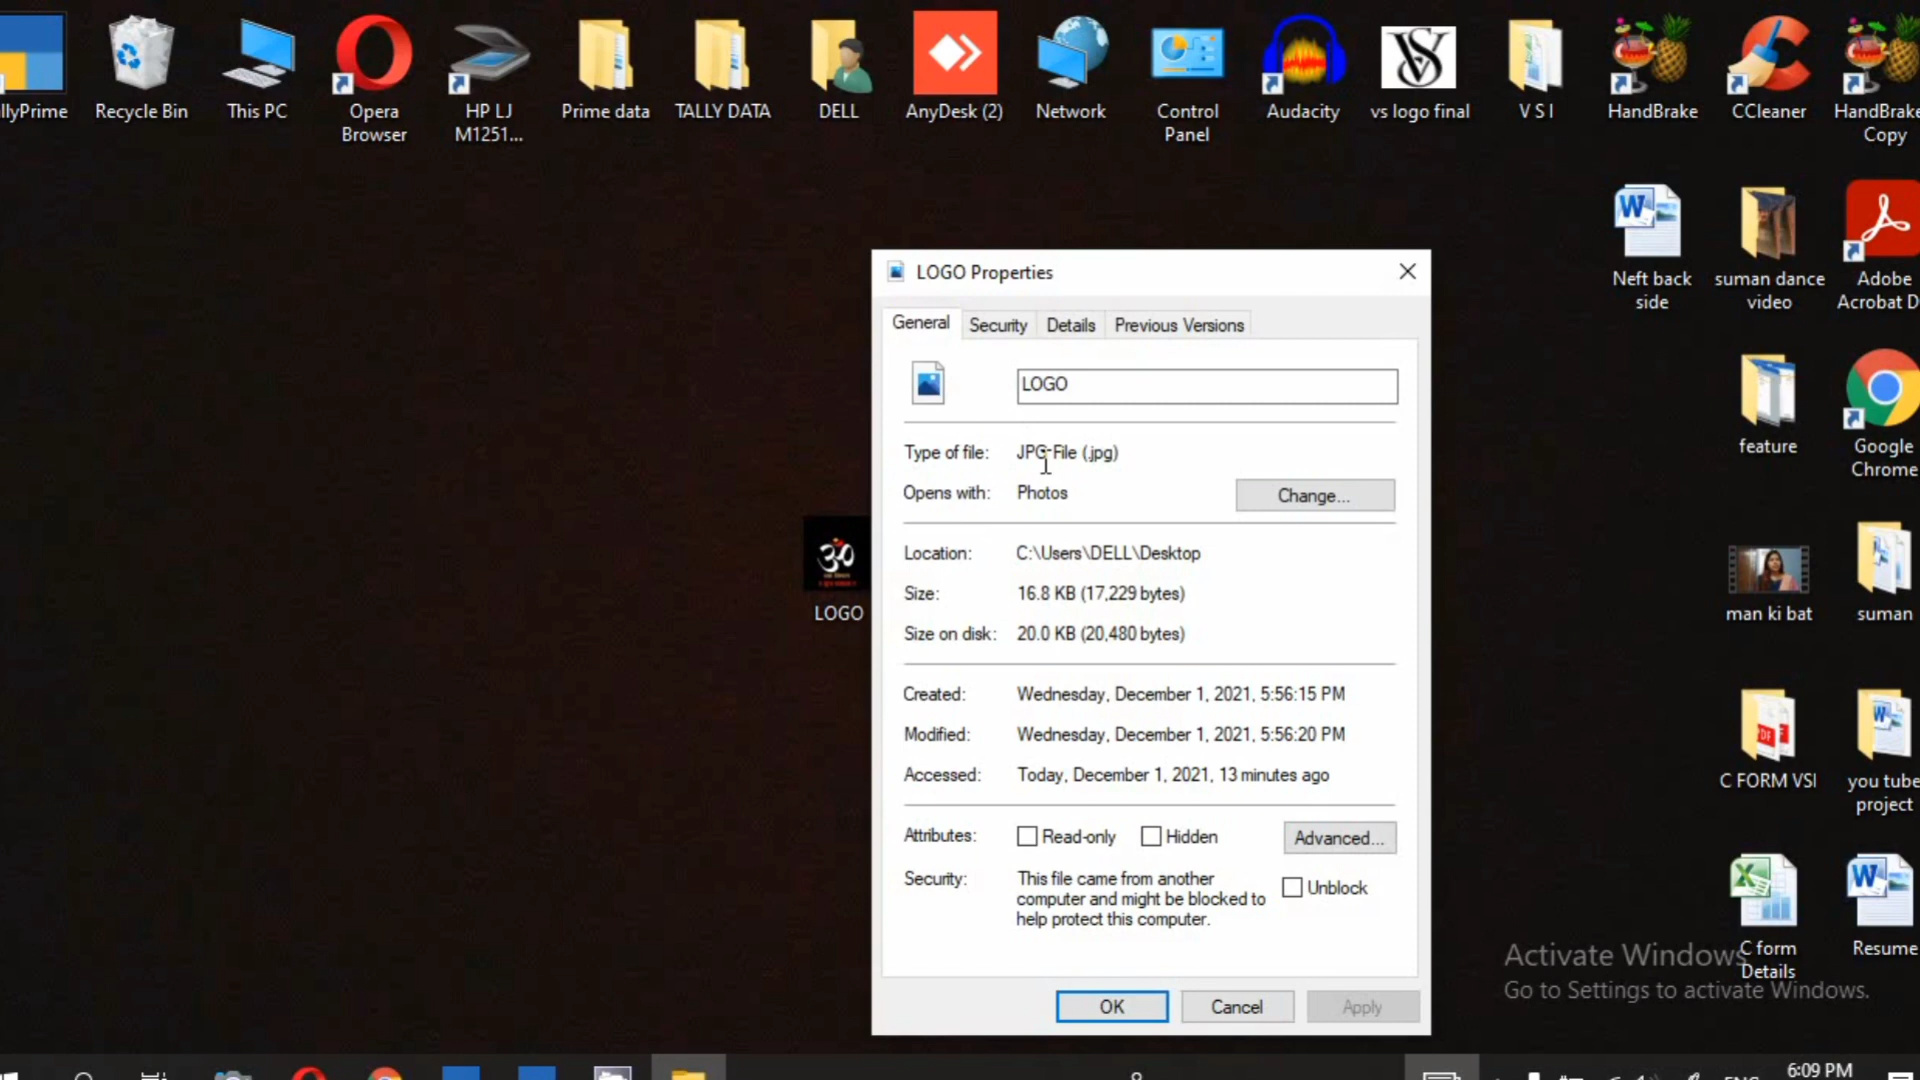 llyPrime
Recycle Bin
This PC
Opera
Browser
HP LJ
M1251...
Prime data
TALLY DATA
DELL
AnyDesk (2)
Network
Control
Panel
Audacity
vs logo final
V S I
HandBrake
CCleaner
HandBrake
Copy
Neft back
side
suman dance
video
Adobe
Acrobat D
feature
Google
Chrome
man ki bat
suman
C FORM VSI
you tube
project
C form
Details
Resume
LOGO
LOGO Properties
General
Security
Details
Previous Versions
LOGO
Type of file: JPG File (.jpg)
Opens with: Photos
Change...
Location: C:\Users\DELL\Desktop
Size: 16.8 KB (17,229 bytes)
Size on disk: 20.0 KB (20,480 bytes)
Created: Wednesday, December 1, 2021, 5:56:15 PM
Modified: Wednesday, December 1, 2021, 5:56:20 PM
Accessed: Today, December 1, 2021, 13 minutes ago
Attributes: Read-only Hidden Advanced...
Security: This file came from another
computer and might be blocked to
help protect this computer.
Unblock
OK
Cancel
Apply
Activate Windows
Go to Settings to activate Windows.
6:09 PM